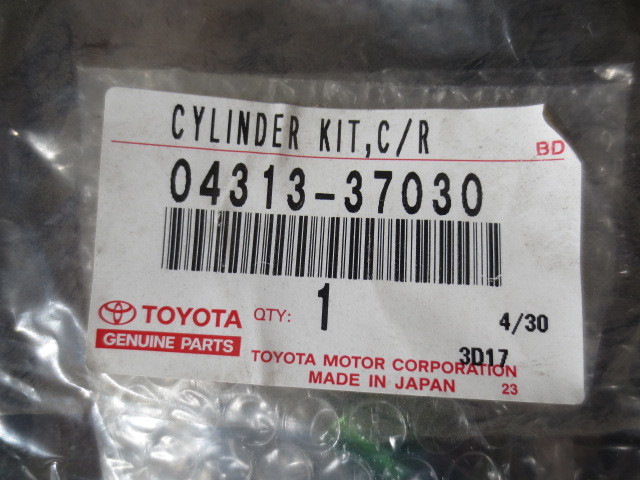 CYLINDER KIT,C/R
BD
04313-37030
TOYOTA QTY: 1
4/30
GENUINE PARTS
3D17
TOYOTA MOTOR CORPORATION
MADE IN JAPAN 23